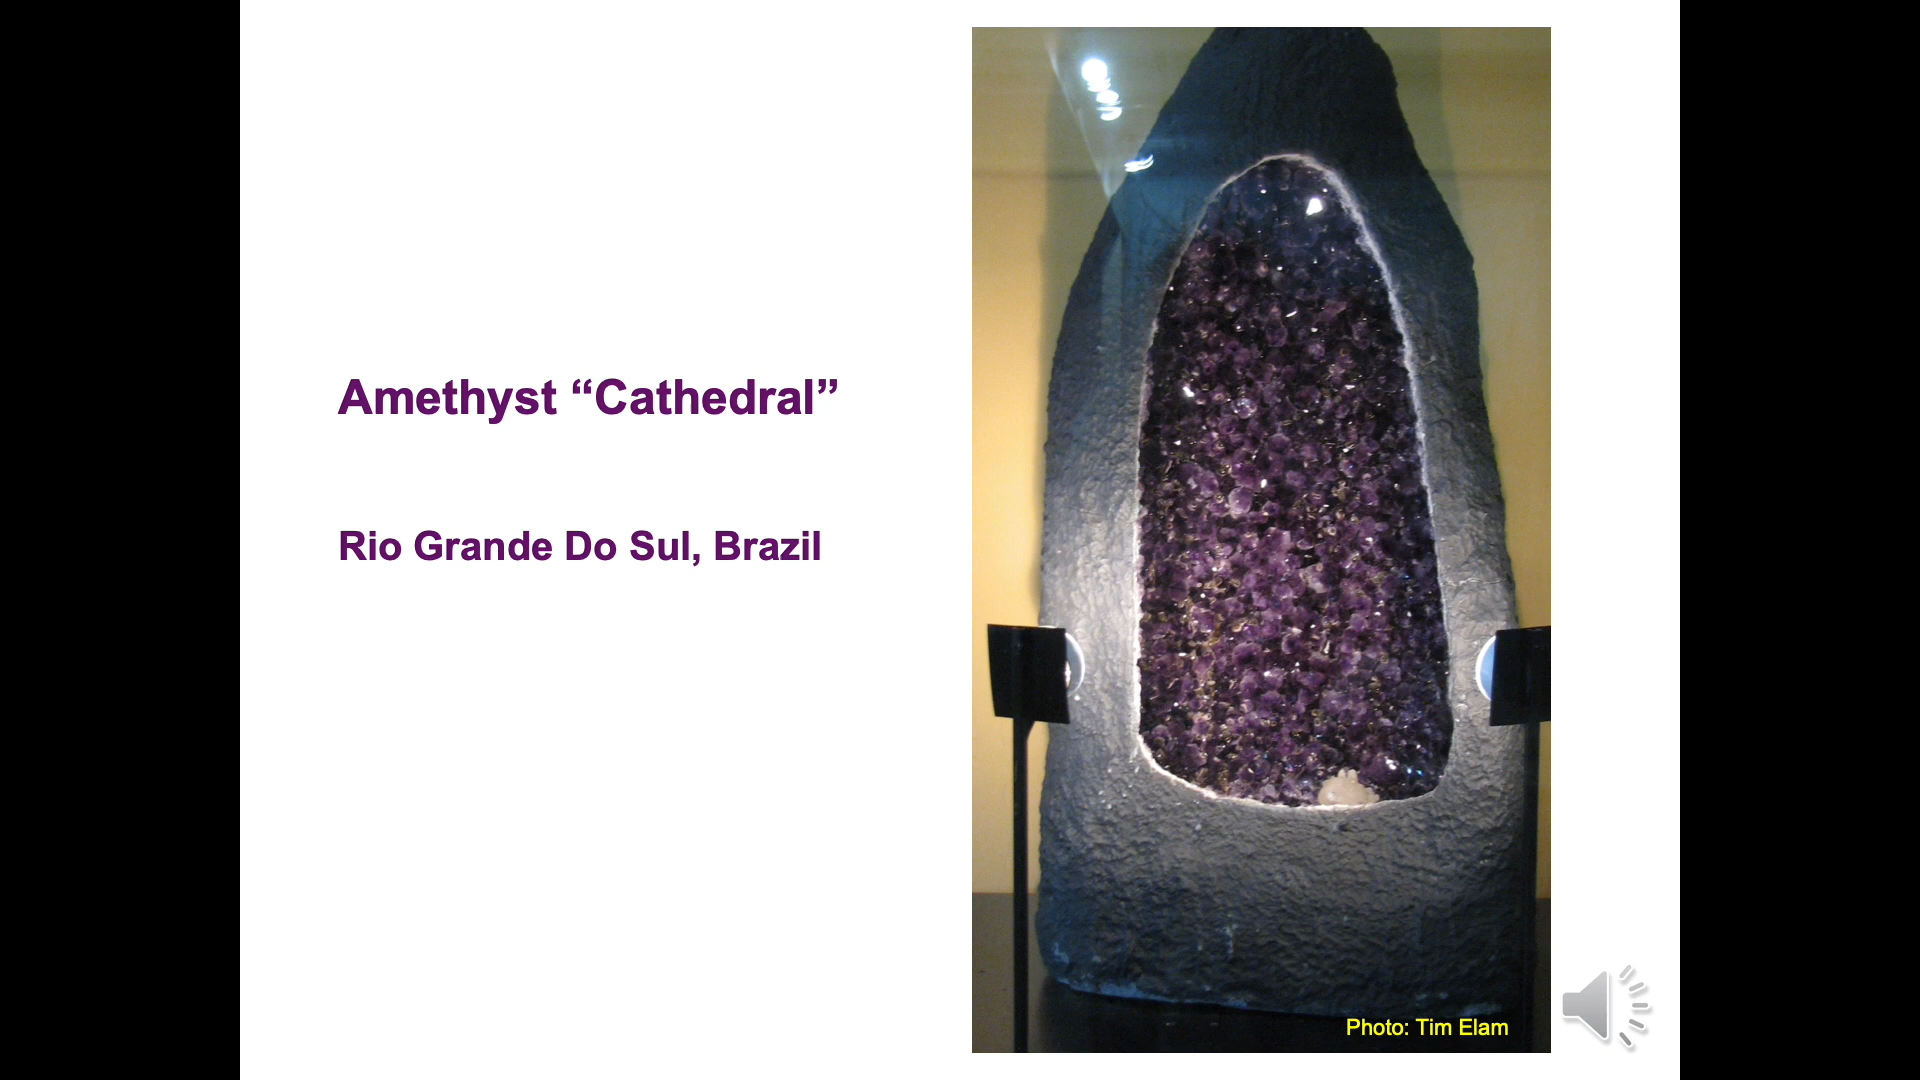 Amethyst “Cathedral”
Rio Grande Do Sul, Brazil
Photo: Tim Elam